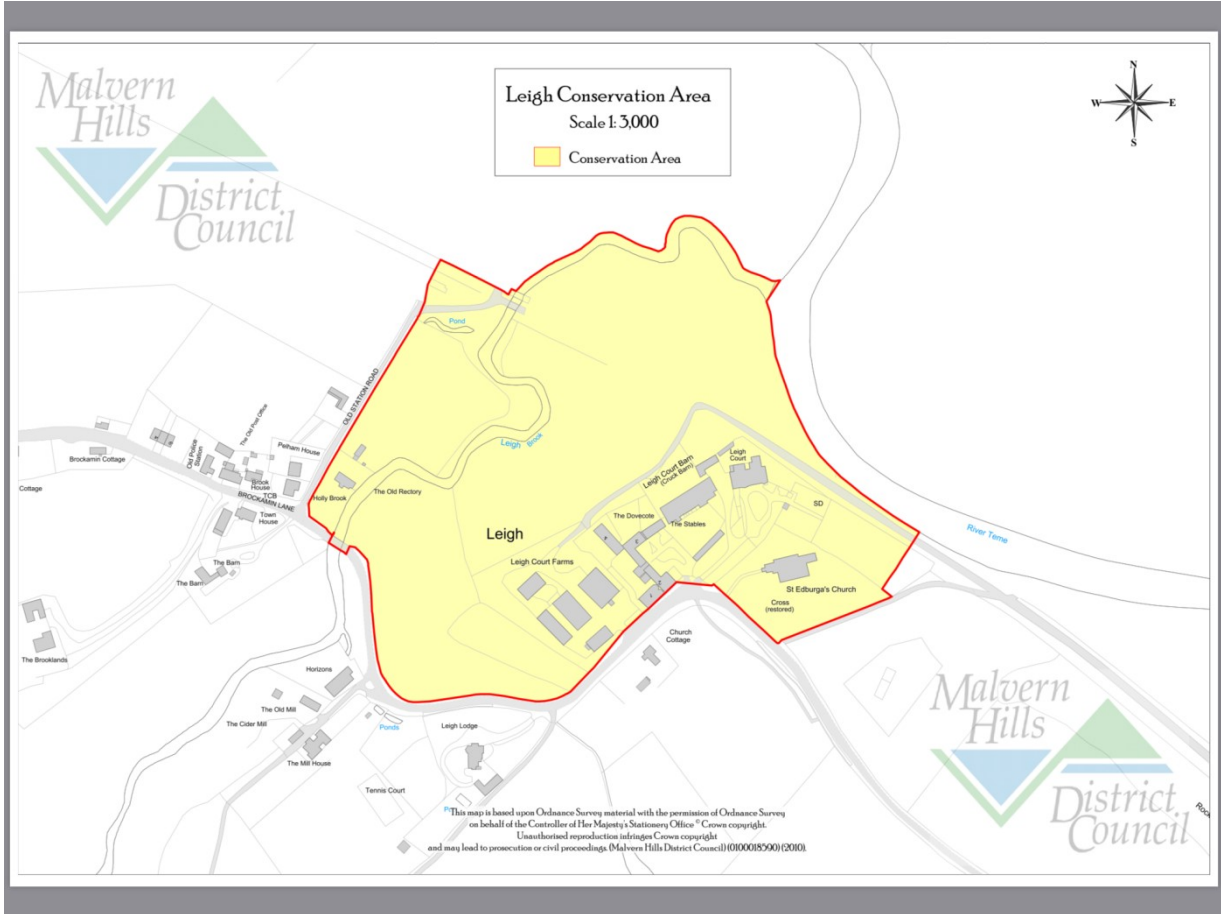 Malvern
Hills
District
Council
Leigh Conservation Area
Scale 1: 3,000
Conservation Area
N
W
E
S
Pond
OLD STATION ROAD
The Old Post Office
Old Police
Station
Pelham House
Brockamin Cottage
Cottage
Brook
House
TCB
BROCKAMIN LANE
Town
House
Holly Brook
The Old Rectory
Leigh Brook
Leigh Court Barn
(Cruck Barn)
Leigh
Court
SD
The Dovecote
The Stables
Leigh
Leigh Court Farms
River Teme
St Edburga's Church
Cross
(restored)
The Barn
The Barn
The Brooklands
Church
Cottage
Horizons
The Old Mill
The Cider Mill
The Mill House
Ponds
Leigh Lodge
Tennis Court
Malvern
Hills
District
Council
This map is based upon Ordnance Survey material with the permission of Ordnance Survey
on behalf of the Controller of Her Majesty's Stationery Office © Crown copyright.
Unauthorised reproduction infringes Crown copyright
and may lead to prosecution or civil proceedings. (Malvern Hills District Council) (0100018590) (2010).